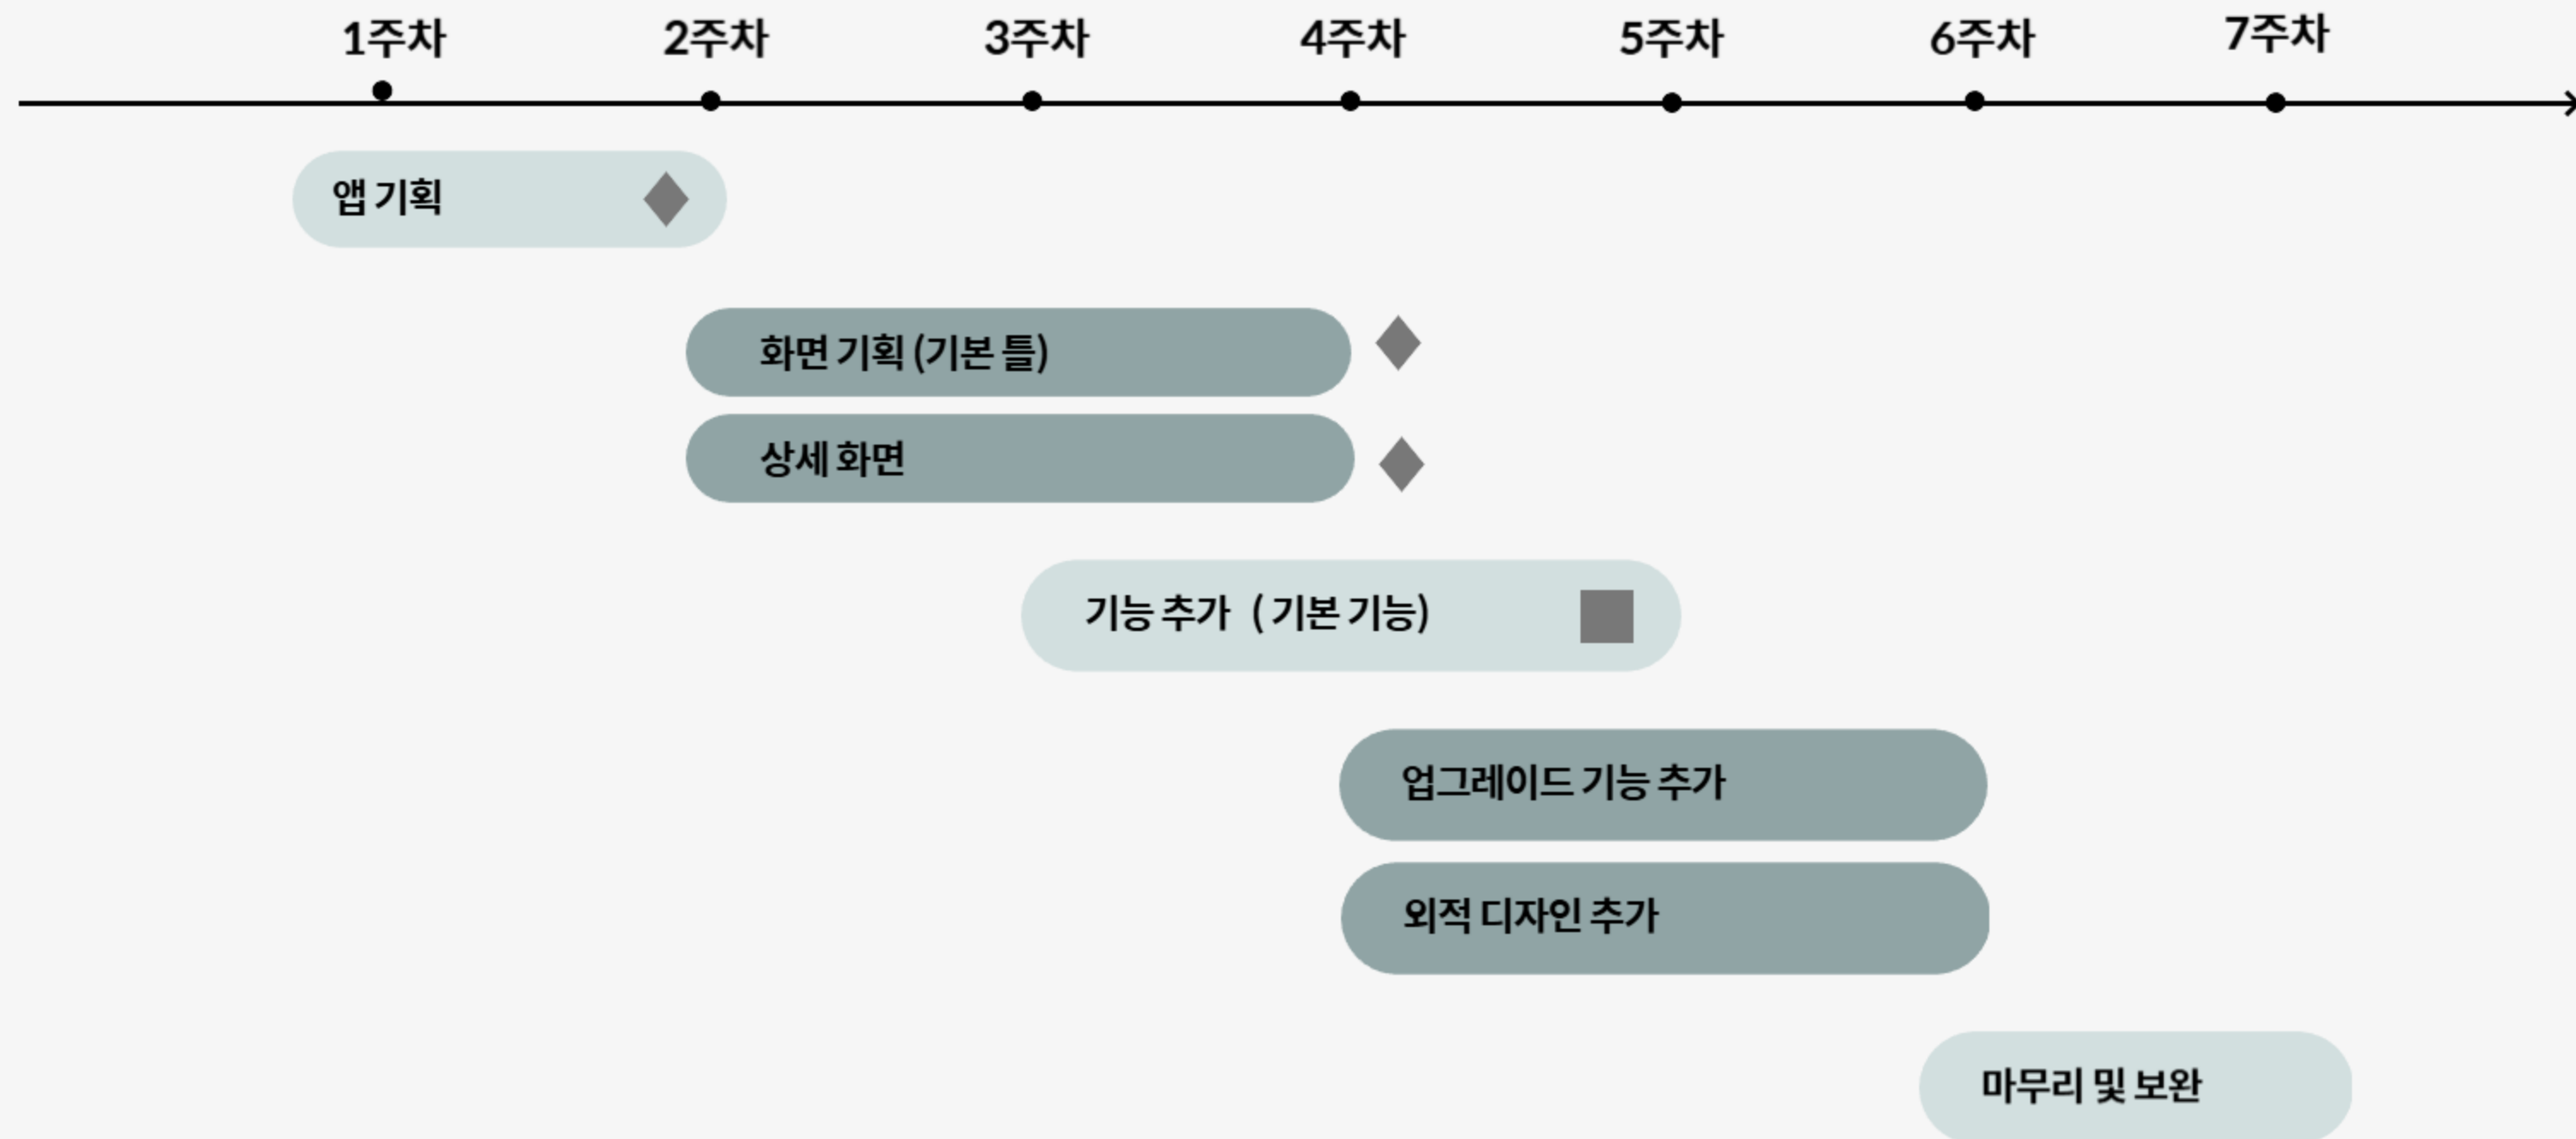 1주차 2주차 3주차 4주차 5주차 6주차 7주차
앱 기획
화면 기획 (기본 틀)
상세 화면
기능 추가 ( 기본 기능)
업그레이드 기능 추가
외적 디자인 추가
마무리 및 보완